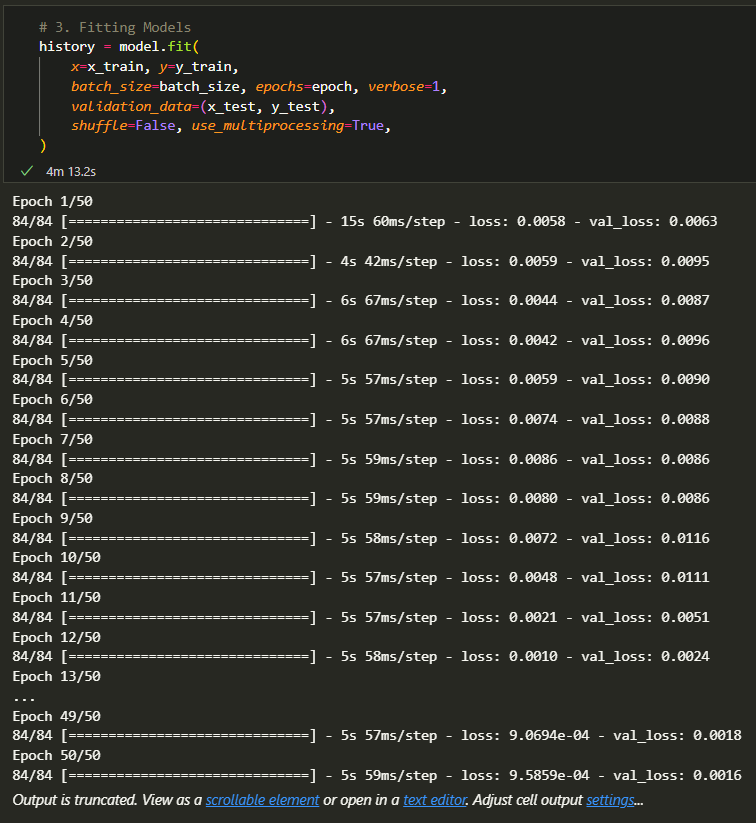 # 3. Fitting Models
history = model.fit(
x=x_train, y=y_train,
batch_size=batch_size, epochs=epoch, verbose=1,
validation_data=(x_test, y_test),
shuffle=False, use_multiprocessing=True,
)
4m 13.2s
Epoch 1/50
84/84 [==============================] - 15s 60ms/step - loss: 0.0058 - val_loss: 0.0063
Epoch 2/50
84/84 [==============================] - 4s 42ms/step - loss: 0.0059 - val_loss: 0.0095
Epoch 3/50
84/84 [==============================] - 6s 67ms/step - loss: 0.0044 - val_loss: 0.0087
Epoch 4/50
84/84 [==============================] - 6s 67ms/step - loss: 0.0042 - val_loss: 0.0096
Epoch 5/50
84/84 [==============================] - 5s 57ms/step - loss: 0.0059 - val_loss: 0.0090
Epoch 6/50
84/84 [==============================] - 5s 57ms/step - loss: 0.0074 - val_loss: 0.0088
Epoch 7/50
84/84 [==============================] - 5s 59ms/step - loss: 0.0086 - val_loss: 0.0086
Epoch 8/50
84/84 [==============================] - 5s 59ms/step - loss: 0.0080 - val_loss: 0.0086
Epoch 9/50
84/84 [==============================] - 5s 58ms/step - loss: 0.0072 - val_loss: 0.0116
Epoch 10/50
84/84 [==============================] - 5s 57ms/step - loss: 0.0048 - val_loss: 0.0111
Epoch 11/50
84/84 [==============================] - 5s 57ms/step - loss: 0.0021 - val_loss: 0.0051
Epoch 12/50
84/84 [==============================] - 5s 58ms/step - loss: 0.0010 - val_loss: 0.0024
Epoch 13/50
...
Epoch 49/50
84/84 [==============================] - 5s 57ms/step - loss: 9.0694e-04 - val_loss: 0.0018
Epoch 50/50
84/84 [==============================] - 5s 59ms/step - loss: 9.5859e-04 - val_loss: 0.0016
Output is truncated. View as a scrollable element or open in a text editor. Adjust cell output settings...